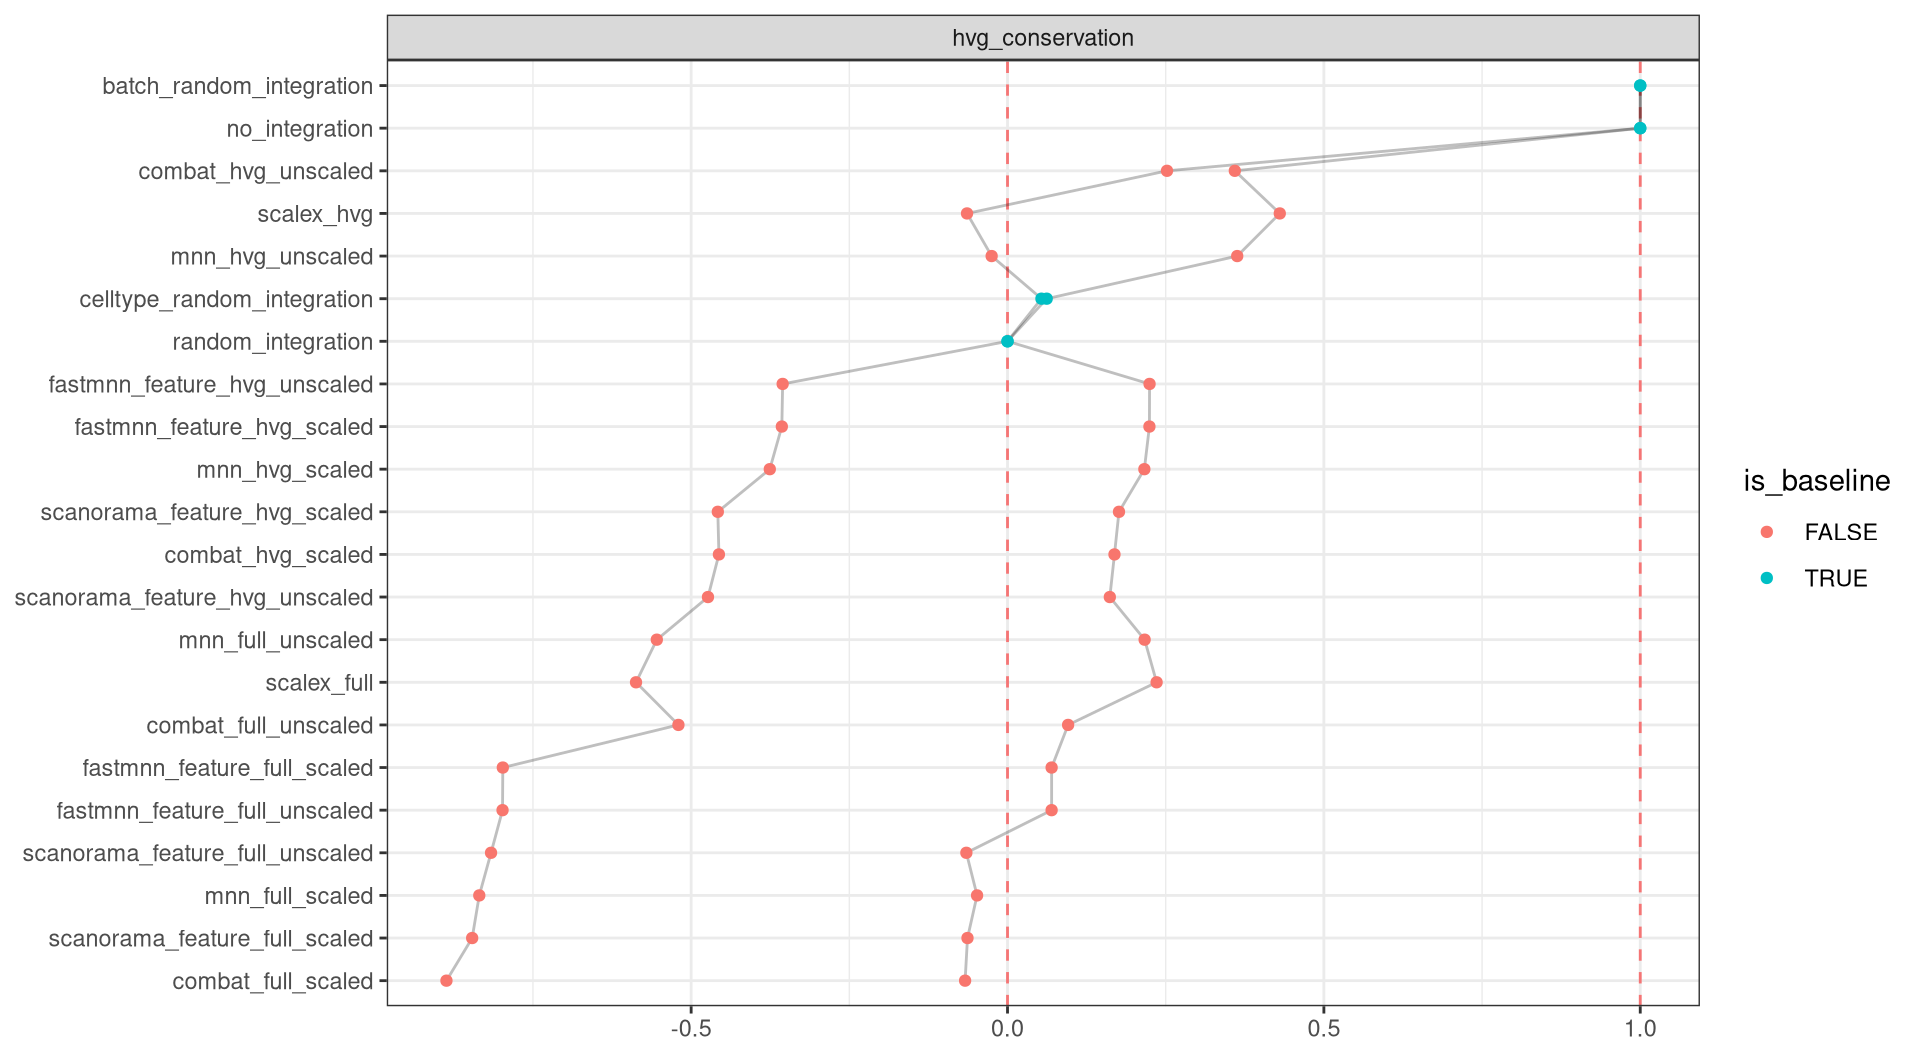 hvg_conservation
batch_random_integration
no_integration
combat_hvg_unscaled
scalex_hvg
mnn_hvg_unscaled
celltype_random_integration
random_integration
fastmnn_feature_hvg_unscaled
fastmnn_feature_hvg_scaled
mnn_hvg_scaled
scanorama_feature_hvg_scaled
combat_hvg_scaled
scanorama_feature_hvg_unscaled
mnn_full_unscaled
scalex_full
combat_full_unscaled
fastmnn_feature_full_scaled
fastmnn_feature_full_unscaled
scanorama_feature_full_unscaled
mnn_full_scaled
scanorama_feature_full_scaled
combat_full_scaled
-0.5 0.0 0.5 1.0
is_baseline
FALSE
TRUE